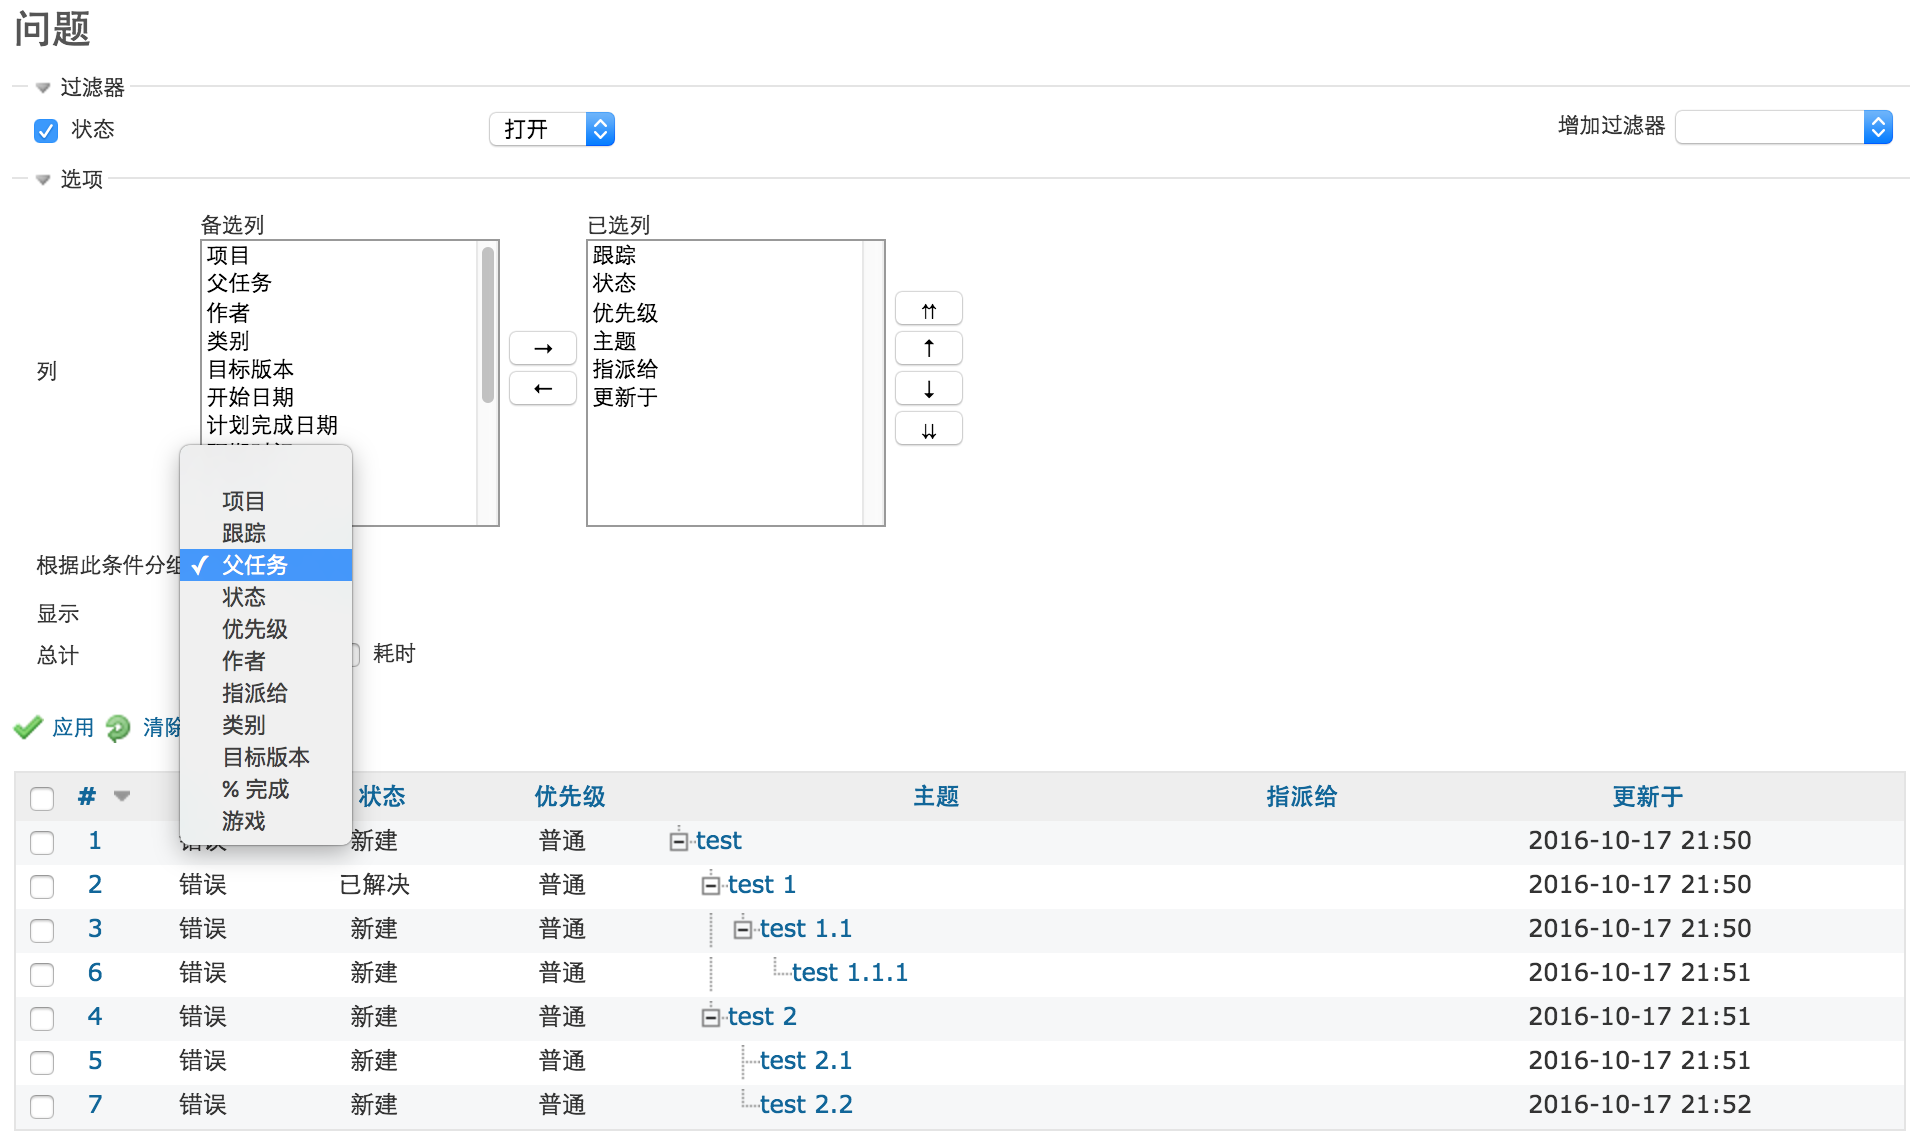 问题
过滤器
状态 打开 增加过滤器
选项
备选列 已选列
项目 跟踪
父任务 状态
作者 优先级
类别 主题
目标版本 指派给
开始日期 更新于
计划完成日期
列
→
←
⇈
↑
↓
⇊
项目
跟踪
根据此条件分组 ✓ 父任务
状态
优先级
作者
指派给
类别
目标版本
% 完成
游戏
显示
总计 耗时
应用 清除
# 状态 优先级 主题 指派给 更新于
1 错误 新建 普通 test 2016-10-17 21:50
2 错误 已解决 普通 test 1 2016-10-17 21:50
3 错误 新建 普通 test 1.1 2016-10-17 21:50
6 错误 新建 普通 test 1.1.1 2016-10-17 21:51
4 错误 新建 普通 test 2 2016-10-17 21:51
5 错误 新建 普通 test 2.1 2016-10-17 21:51
7 错误 新建 普通 test 2.2 2016-10-17 21:52